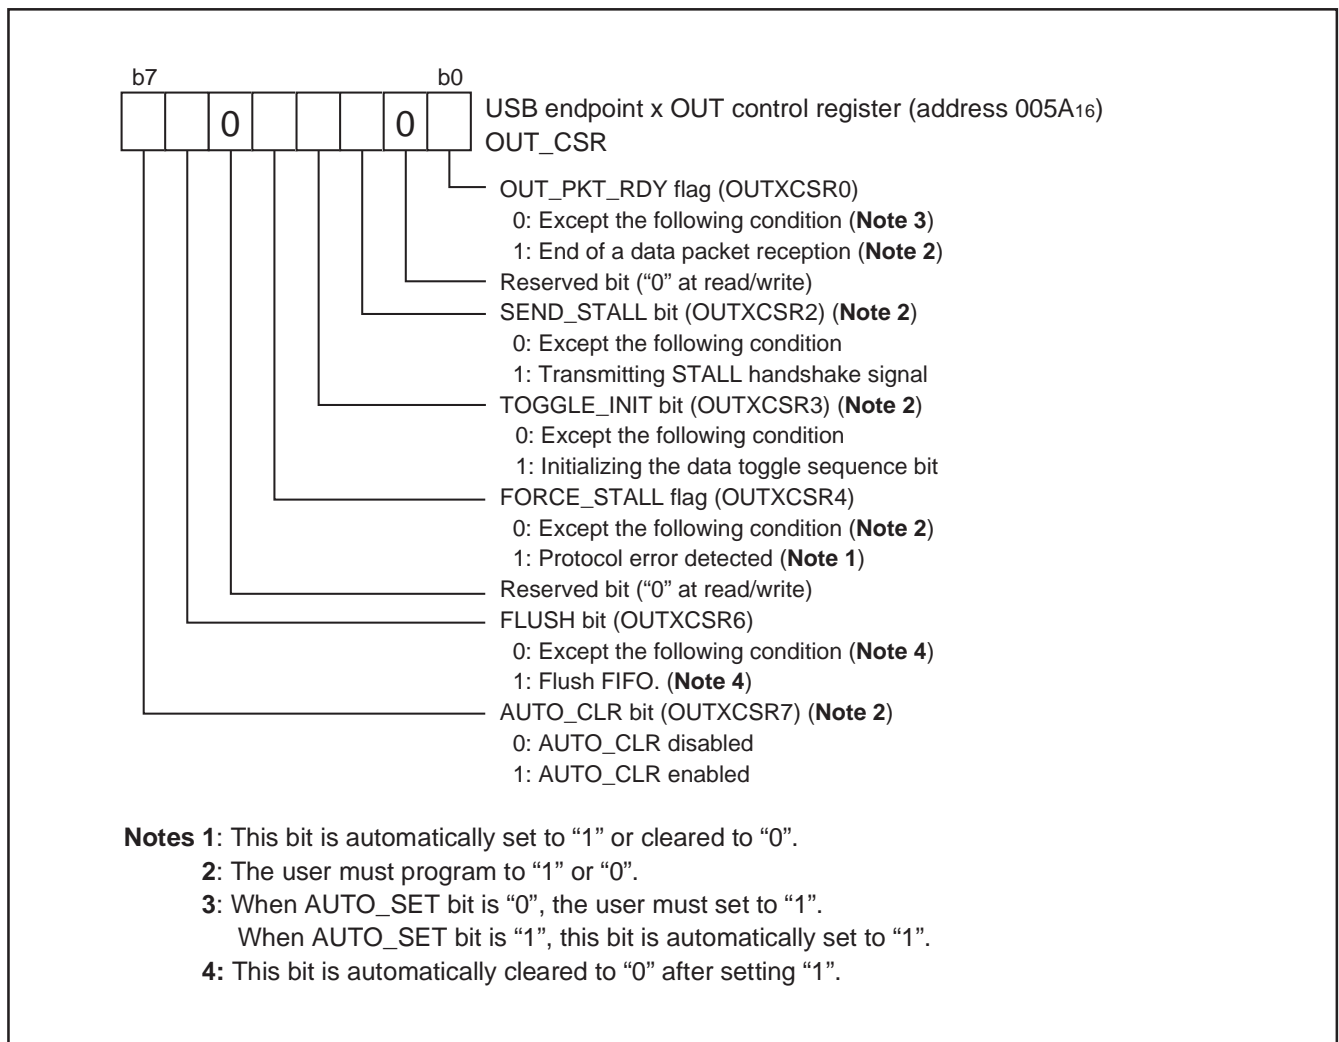 b7 b0
0 0
USB endpoint x OUT control register (address 005A16)
OUT_CSR
OUT_PKT_RDY flag (OUTXCSR0)
0: Except the following condition (Note 3)
1: End of a data packet reception (Note 2)
Reserved bit (“0” at read/write)
SEND_STALL bit (OUTXCSR2) (Note 2)
0: Except the following condition
1: Transmitting STALL handshake signal
TOGGLE_INIT bit (OUTXCSR3) (Note 2)
0: Except the following condition
1: Initializing the data toggle sequence bit
FORCE_STALL flag (OUTXCSR4)
0: Except the following condition (Note 2)
1: Protocol error detected (Note 1)
Reserved bit (“0” at read/write)
FLUSH bit (OUTXCSR6)
0: Except the following condition (Note 4)
1: Flush FIFO. (Note 4)
AUTO_CLR bit (OUTXCSR7) (Note 2)
0: AUTO_CLR disabled
1: AUTO_CLR enabled
Notes 1: This bit is automatically set to “1” or cleared to “0”.
2: The user must program to “1” or “0”.
3: When AUTO_SET bit is “0”, the user must set to “1”.
When AUTO_SET bit is “1”, this bit is automatically set to “1”.
4: This bit is automatically cleared to “0” after setting “1”.